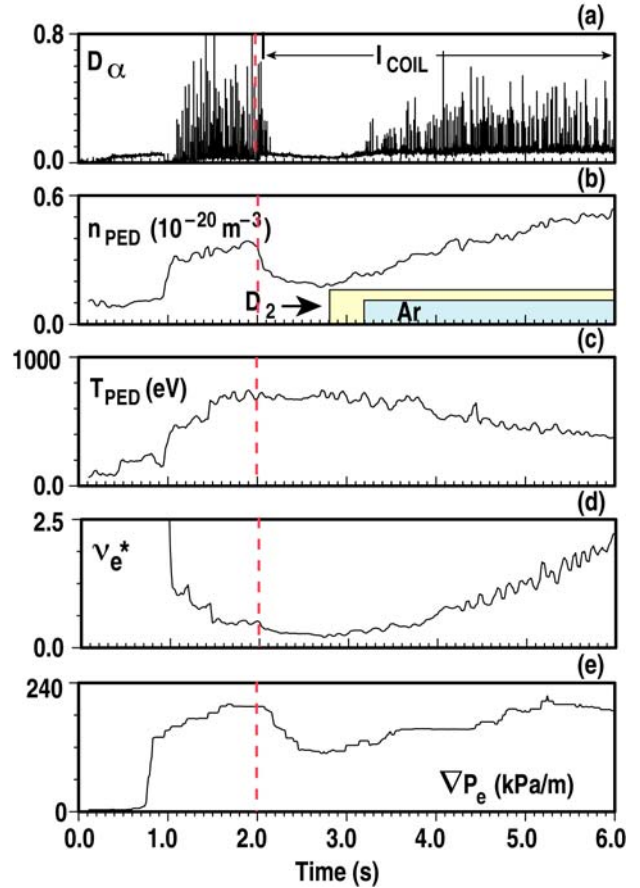 (a)
0.8
Dα
I COIL
0.0
(b)
0.6
nPED (10⁻²⁰ m⁻³)
D2
Ar
0.0
(c)
1000
TPED (eV)
0.0
(d)
2.5
νe*
0.0
(e)
240
∇Pe (kPa/m)
0
0.0 1.0 2.0 3.0 4.0 5.0 6.0
Time (s)